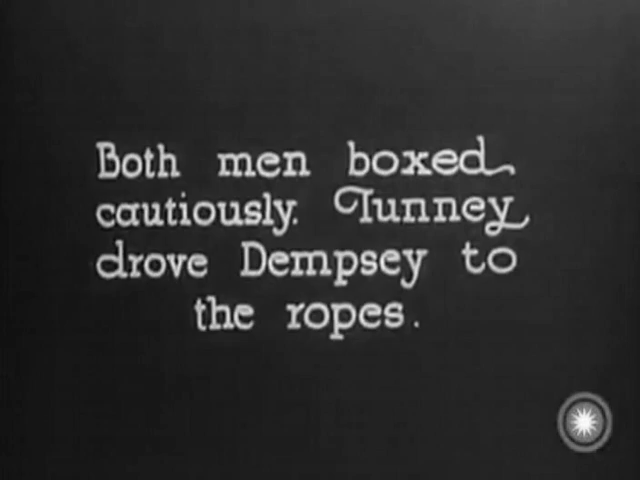 Both men boxed
cautiously. Tunney
drove Dempsey to
the ropes.